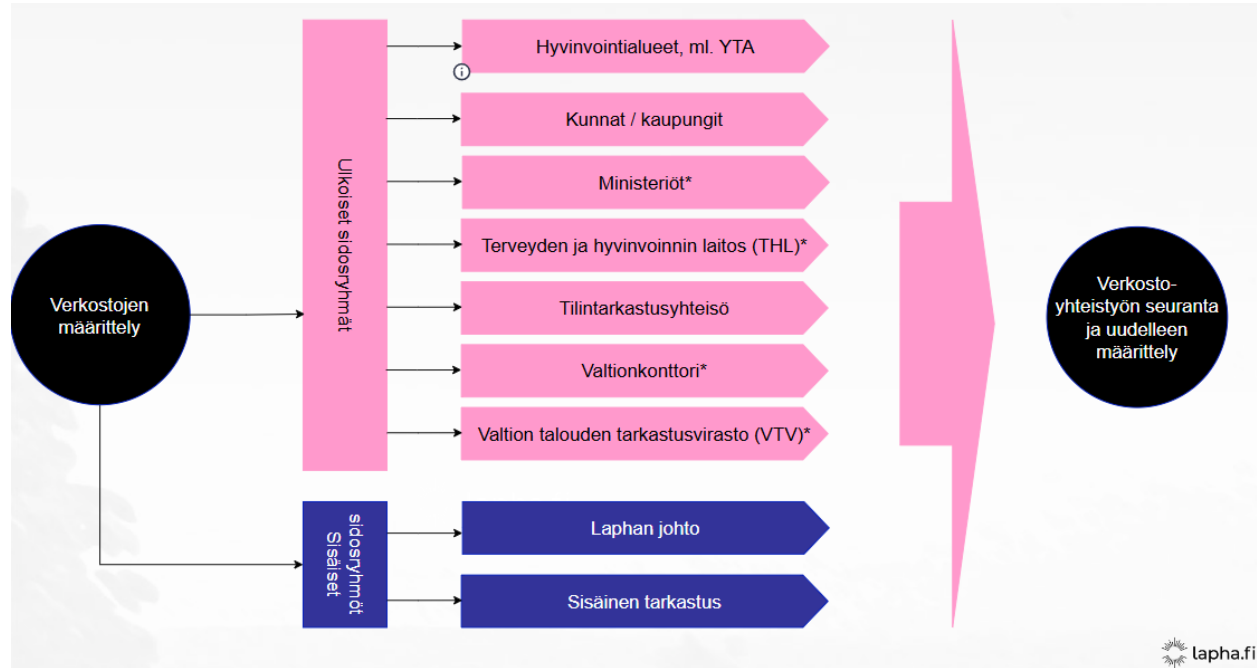 Verkostojen
määrittely
Ulkoiset sidosryhmät
Hyvinvointialueet, ml. YTA
Kunnat / kaupungit
Ministeriöt*
Terveyden ja hyvinvoinnin laitos (THL)*
Tilintarkastusyhteisö
Valtionkonttori*
Valtion talouden tarkastusvirasto (VTV)*
Sisäiset
sidosryhmät
Laphan johto
Sisäinen tarkastus
Verkosto-
yhteistyön seuranta
ja uudelleen
määrittely
lapha.fi